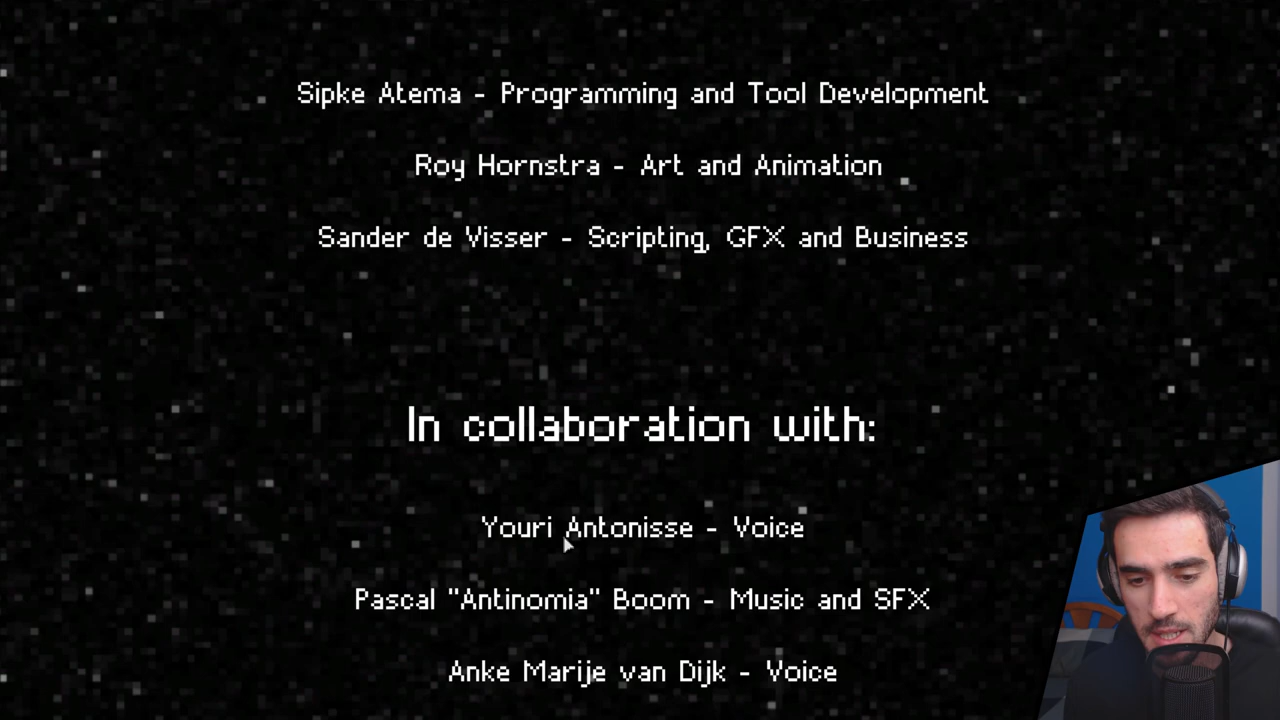 Sipke Atema - Programming and Tool Development
Roy Hornstra - Art and Animation
Sander de Visser - Scripting, GFX and Business
In collaboration with:
Youri Antonisse - Voice
Pascal "Antinomia" Boom - Music and SFX
Anke Marije van Dijk - Voice